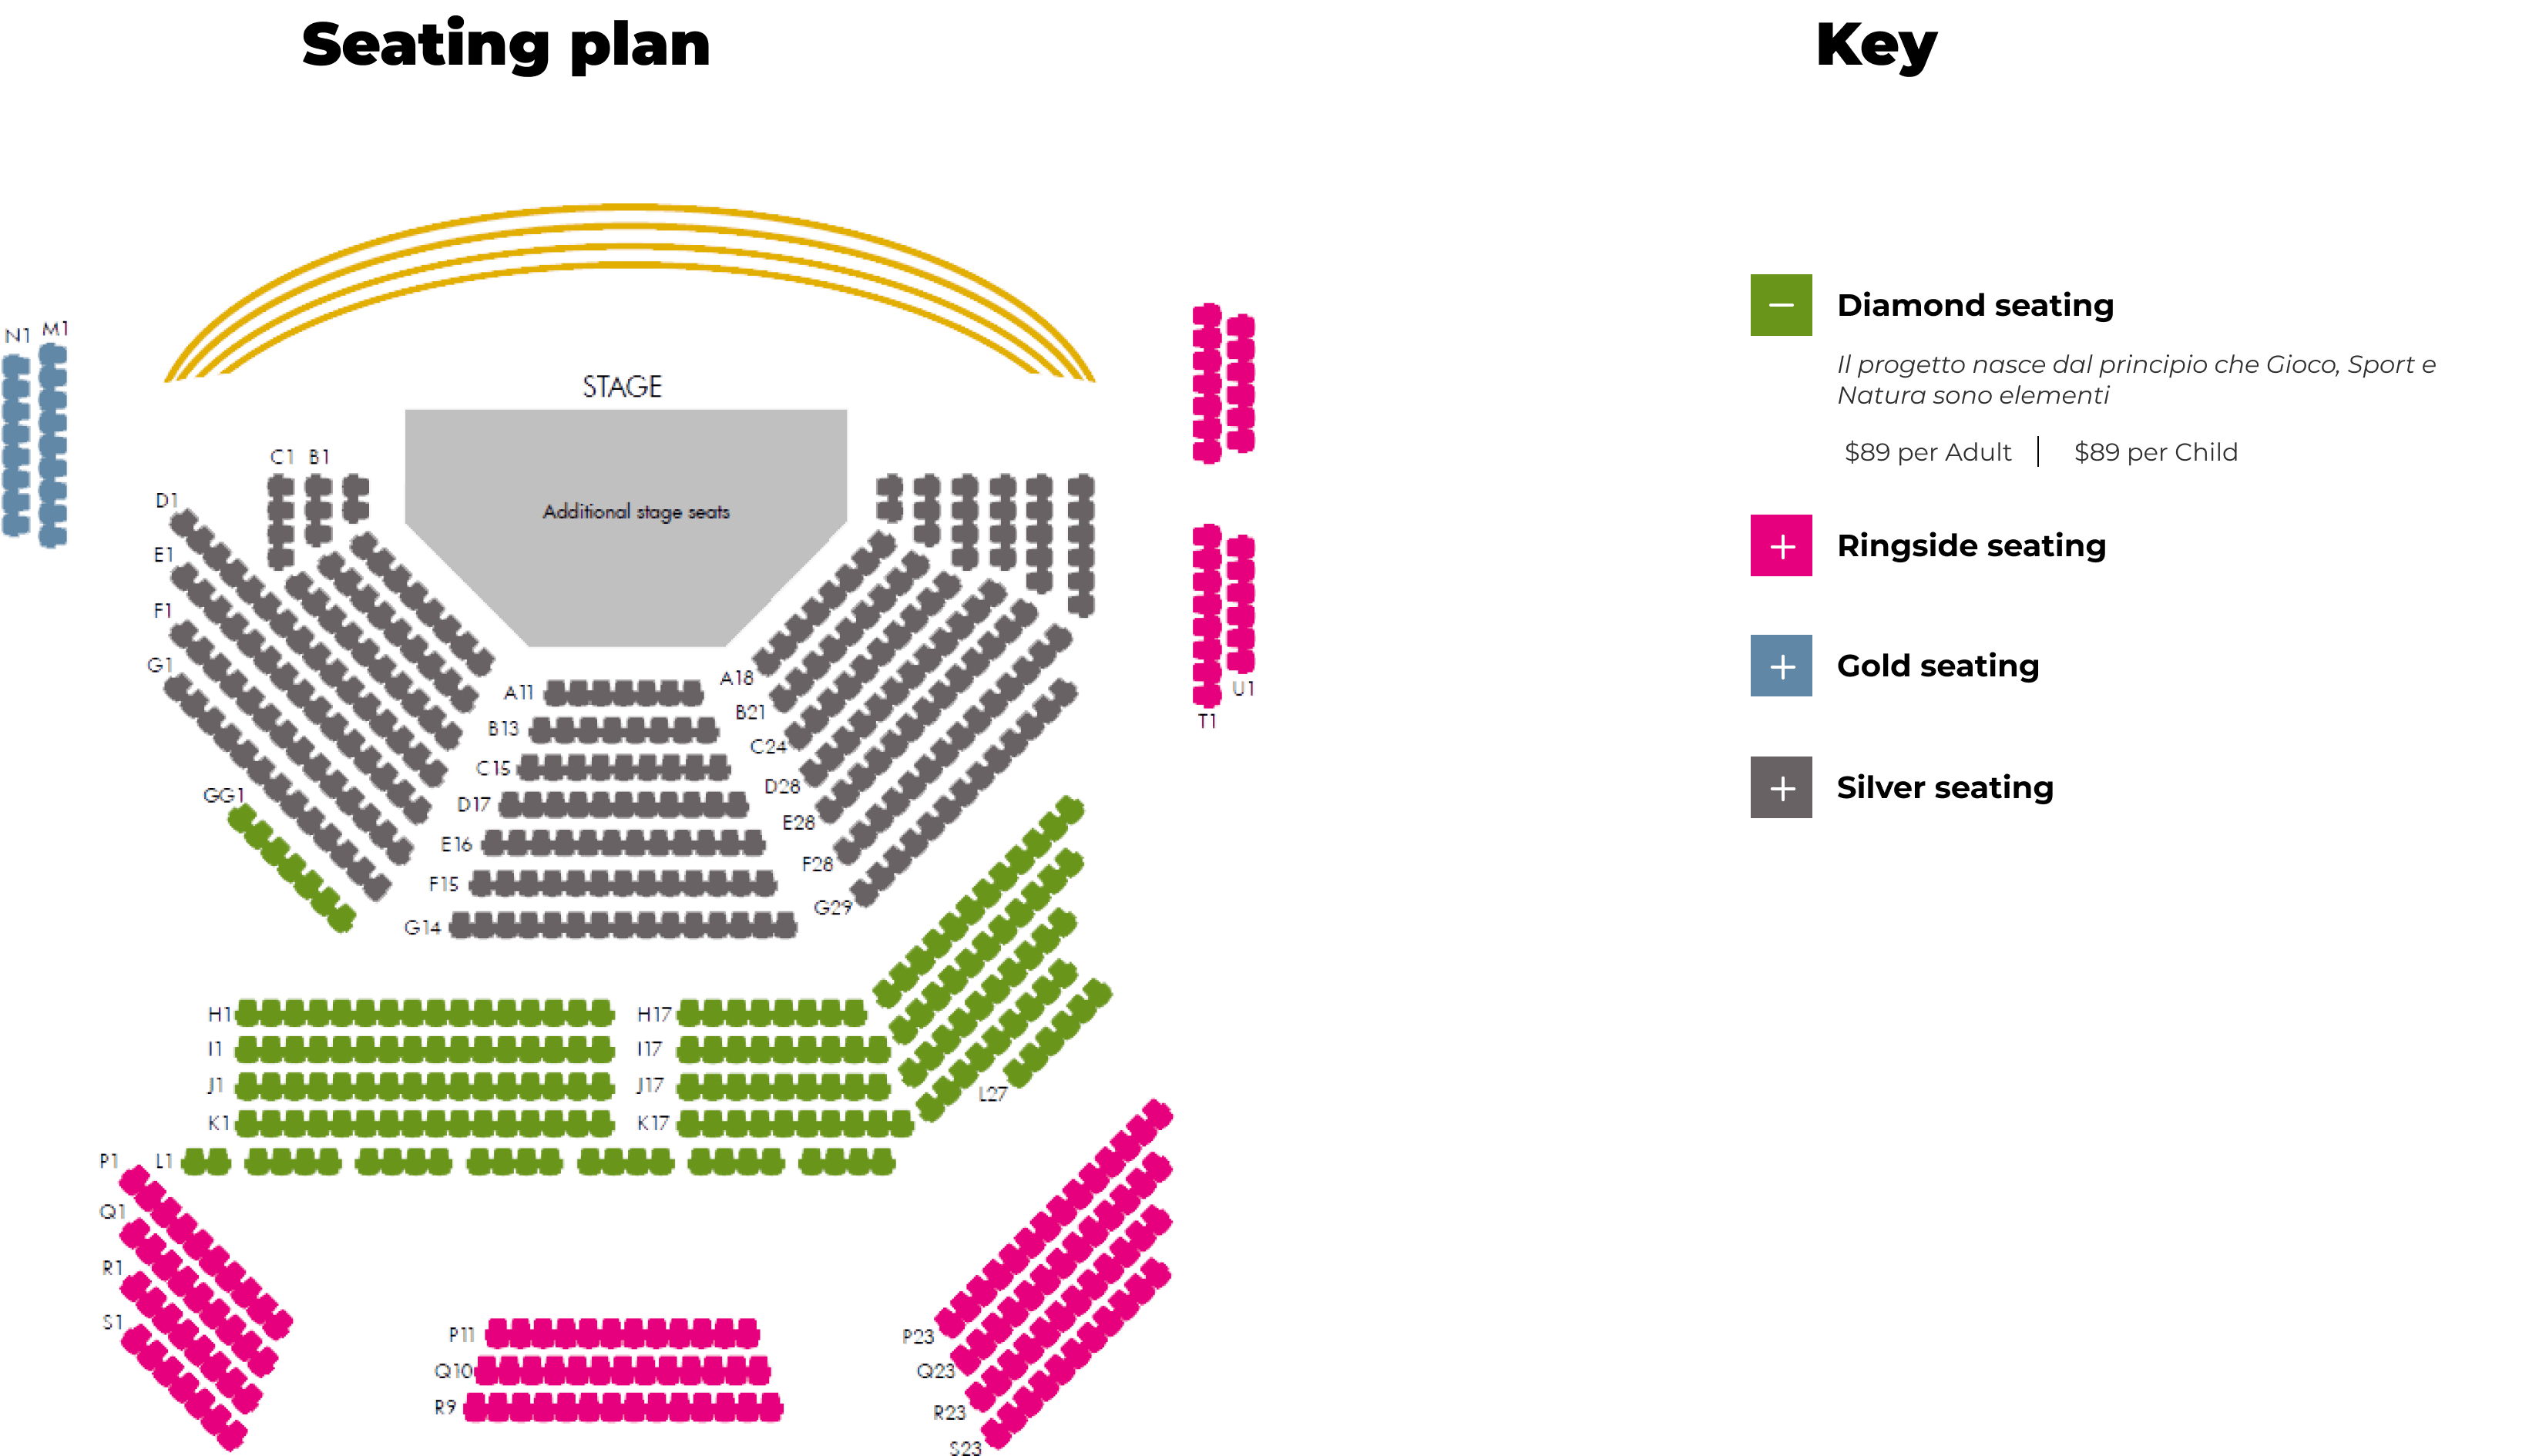 Seating plan
Key
N1 M1
STAGE
Additional stage seats
C1 B1
D1
E1
F1
G1
GG1
A11
B13
C15
D17
E16
F15
G14
A18
B21
C24
D28
E28
F28
G29
U1
T1
H1
I1
J1
K1
L1
H17
I17
J17
K17
L27
P1
Q1
R1
S1
P11
Q10
R9
P23
Q23
R23
S23
Diamond seating
Il progetto nasce dal principio che Gioco, Sport e
Natura sono elementi
$89 per Adult | $89 per Child
Ringside seating
Gold seating
Silver seating